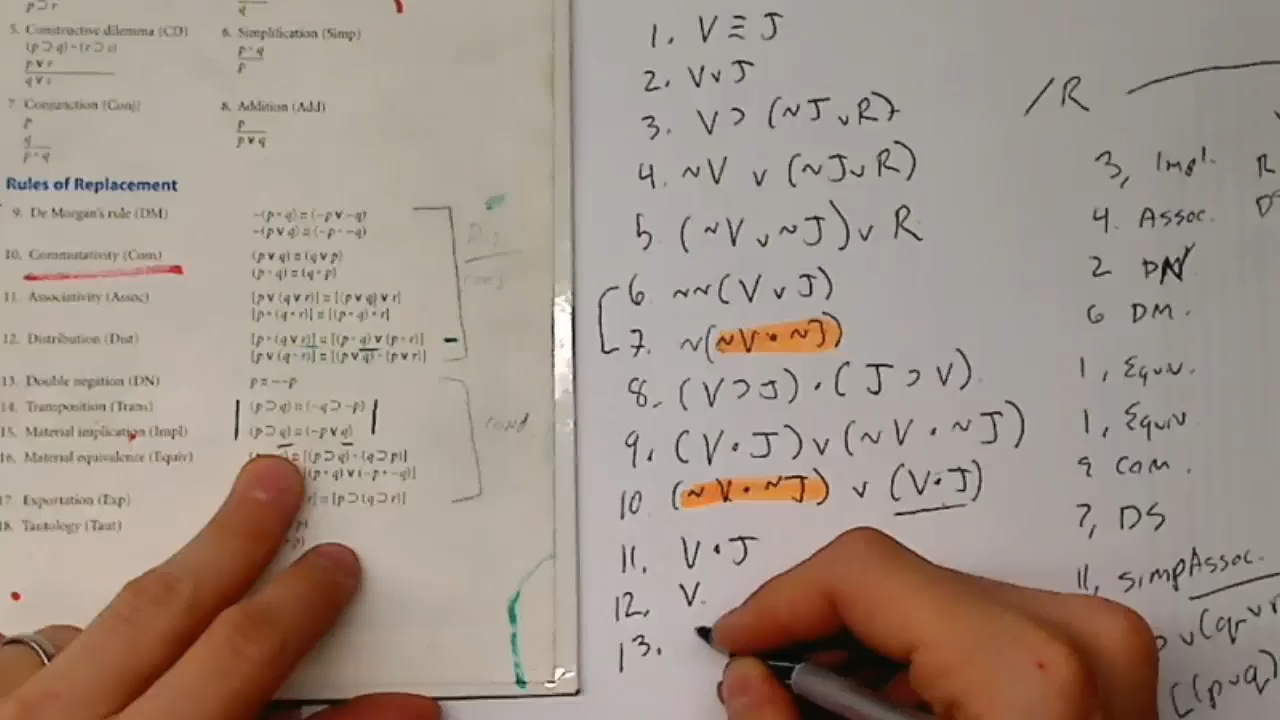 p ⊃ r
q
5. Constructive dilemma (CD)
(p ⊃ q) • (r ⊃ s)
p v r
q v s
6. Simplification (Simp)
p • q
p
7 Conjunction (Conj)
p
q
p • q
8. Addition (Add)
p
p v q
Rules of Replacement
9. De Morgan's rule (DM)
~(p • q) ≡ (~p v ~q)
~(p v q) ≡ (~p • ~q)
10. Commutativity (Com)
(p v q) ≡ (q v p)
(p • q) ≡ (q • p)
11. Associativity (Assoc)
[p v (q v r)] ≡ [(p v q) v r]
[p • (q • r)] ≡ [(p • q) • r]
12. Distribution (Dist)
[p • (q v r)] ≡ [(p • q) v (p • r)]
[p v (q • r)] ≡ [(p v q) • (p v r)]
13. Double negation (DN)
p ≡ ~~p
14. Transposition (Trans)
(p ⊃ q) ≡ (~q ⊃ ~p)
15. Material implication (Impl)
(p ⊃ q) ≡ (~p v q)
16. Material equivalence (Equiv)
≡ [(p ⊃ q) • (q ⊃ p)]
(p • q) v (~p • ~q)]
17. Exportation (Exp)
r] ≡ [p ⊃ (q ⊃ r)]
18. Tautology (Taut)
cond
1. V ≡ J
2. V v J
3. V ⊃ (~J v R)
/R
4. ~V v (~J v R) 3, Impl. R
5. (~V v ~J) v R 4. Assoc.
6 ~~(V v J) 2 DN
7. ~(~V • ~J) 6 DM.
8. (V ⊃ J) • (J ⊃ V) 1, Equiv.
9. (V • J) v (~V • ~J) 1, Equiv
10 (~V • ~J) v (V • J) 9 Com.
11. V • J 7, DS
12. V. 11, simp
13.
Assoc.
p v (q v r
[(p v q)